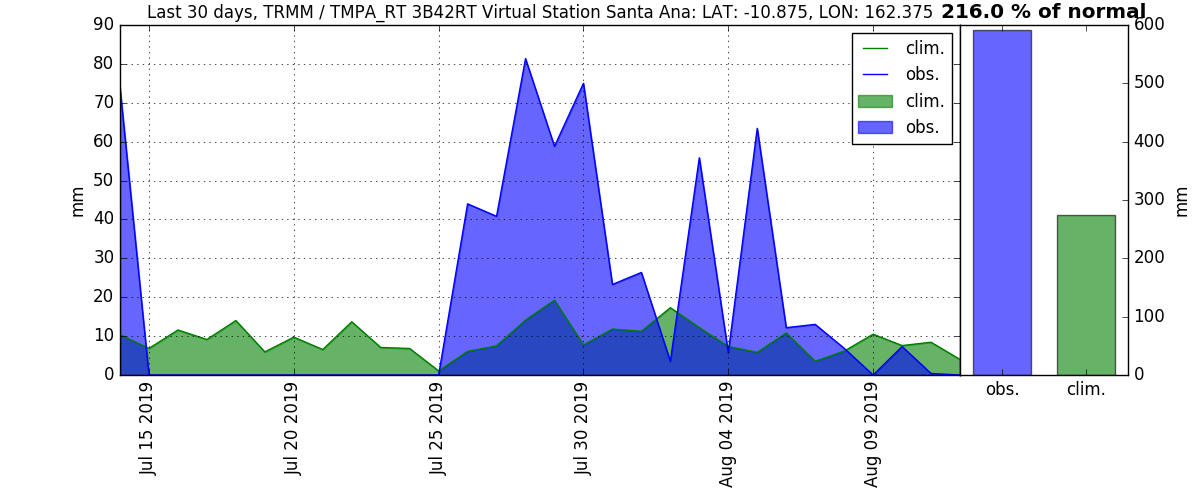 Last 30 days, TRMM / TMPA_RT 3B42RT Virtual Station Santa Ana: LAT: -10.875, LON: 162.375 216.0 % of normal
90
80
70
60
50
40
30
20
10
0
mm
clim.
obs.
clim.
obs.
600
500
400
300
200
100
0
mm
Jul 15 2019
Jul 20 2019
Jul 25 2019
Jul 30 2019
Aug 04 2019
Aug 09 2019
obs. clim.